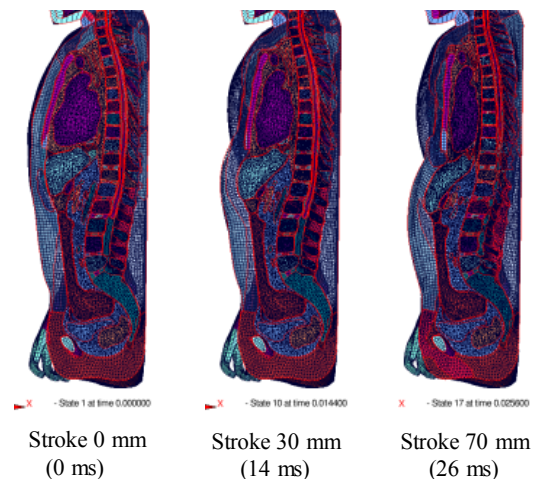 X - State 1 at time 0.000000
X - State 10 at time 0.014400
X - State 17 at time 0.025600
Stroke 0 mm
(0 ms)
Stroke 30 mm
(14 ms)
Stroke 70 mm
(26 ms)